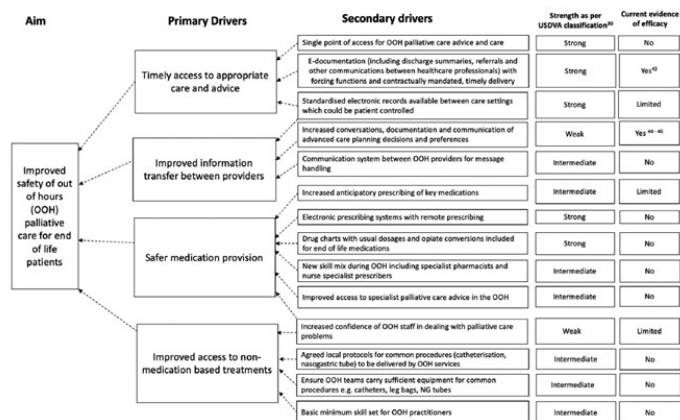 Aim
Primary Drivers
Secondary drivers
Strength as per
USDVA classification³⁰
Current evidence
of efficacy
Improved
safety of out
of hours
(OOH)
palliative
care for end
of life
patients
Timely access to appropriate
care and advice
Improved information
transfer between providers
Safer medication provision
Improved access to non-
medication based treatments
Single point of access for OOH palliative care advice and care
Strong
No
E-documentation (including discharge summaries, referrals and
other communications between healthcare professionals) with
forcing functions and contractually mandated, timely delivery
Strong
Yes⁴³
Standardised electronic records available between care settings
which could be patient controlled
Strong
Limited
Increased conversations, documentation and communication of
advanced care planning decisions and preferences
Weak
Yes ⁴⁴⁻⁴⁶
Communication system between OOH providers for message
handling
Intermediate
No
Increased anticipatory prescribing of key medications
Intermediate
Limited
Electronic prescribing systems with remote prescribing
Strong
No
Drug charts with usual dosages and opiate conversions included
for end of life medications
Strong
No
New skill mix during OOH including specialist pharmacists and
nurse specialist prescribers
Intermediate
No
Improved access to specialist palliative care advice in the OOH
Intermediate
No
Increased confidence of OOH staff in dealing with palliative care
problems
Weak
Limited
Agreed local protocols for common procedures (catheterisation,
nasogastric tube) to be delivered by OOH services
Intermediate
No
Ensure OOH teams carry sufficient equipment for common
procedures e.g. catheters, leg bags, NG tubes
Intermediate
No
Basic minimum skill set for OOH practitioners
Intermediate
No